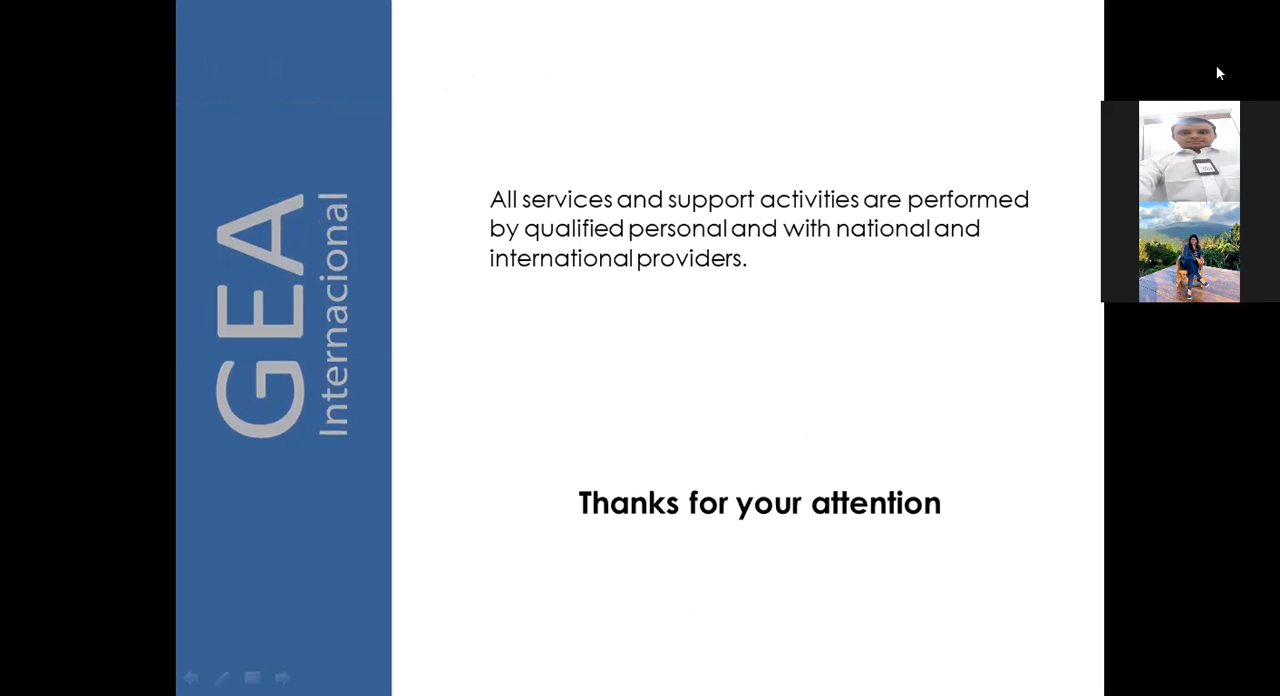 GEA
Internacional
All services and support activities are performed
by qualified personal and with national and
international providers.
Thanks for your attention